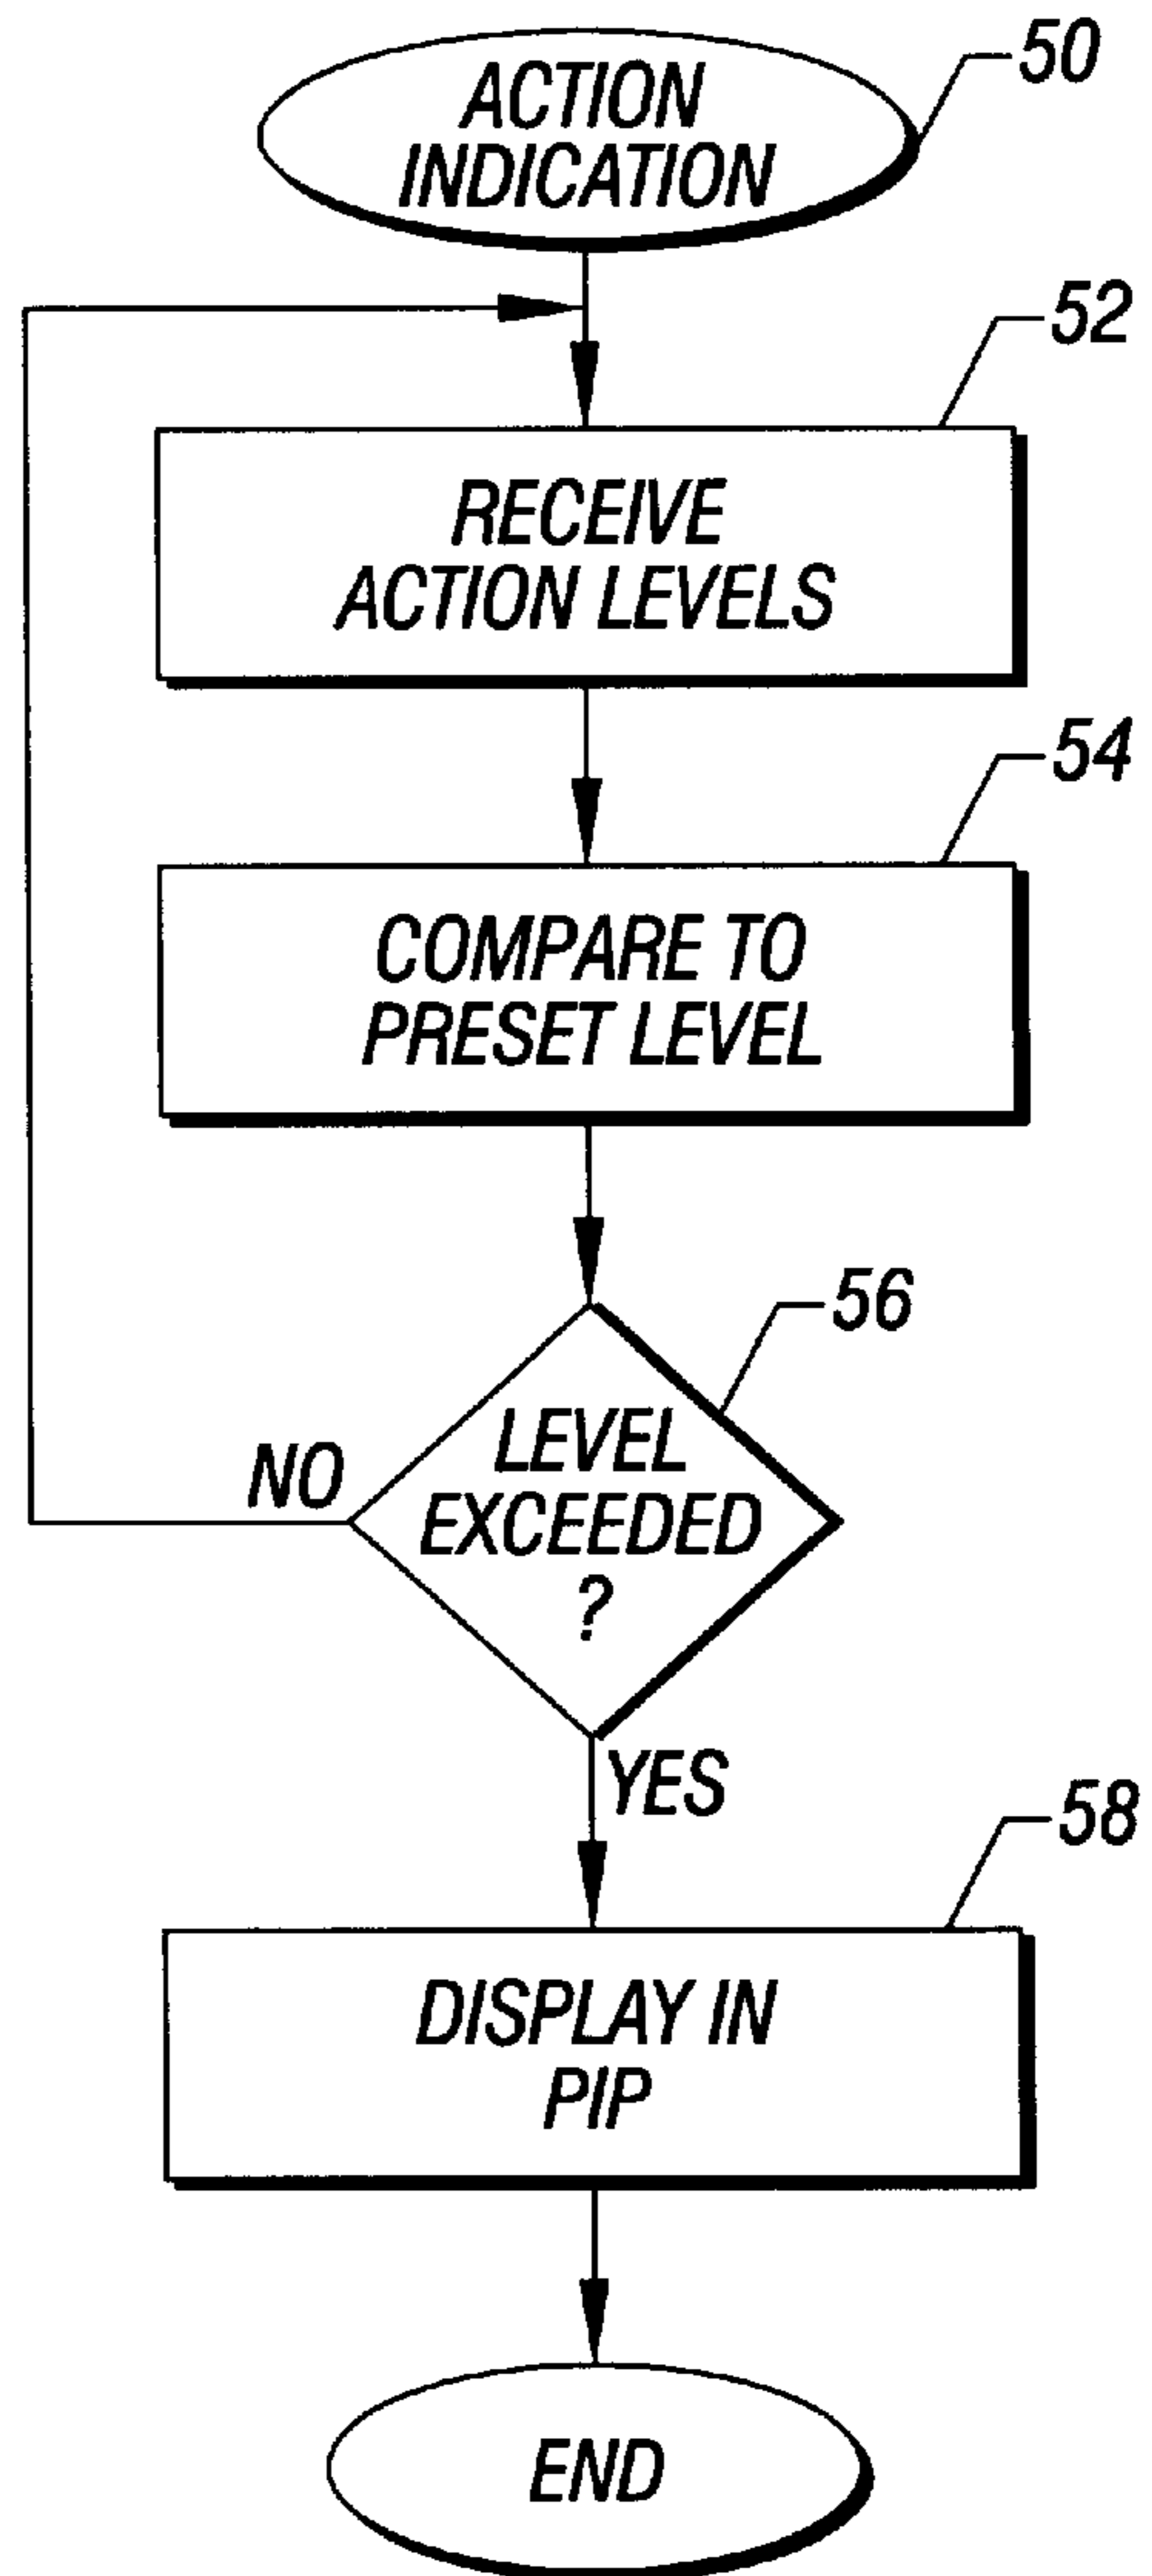 ACTION
INDICATION
50
52
RECEIVE
ACTION LEVELS
54
COMPARE TO
PRESET LEVEL
56
LEVEL
EXCEEDED
?
NO
YES
58
DISPLAY IN
PIP
END